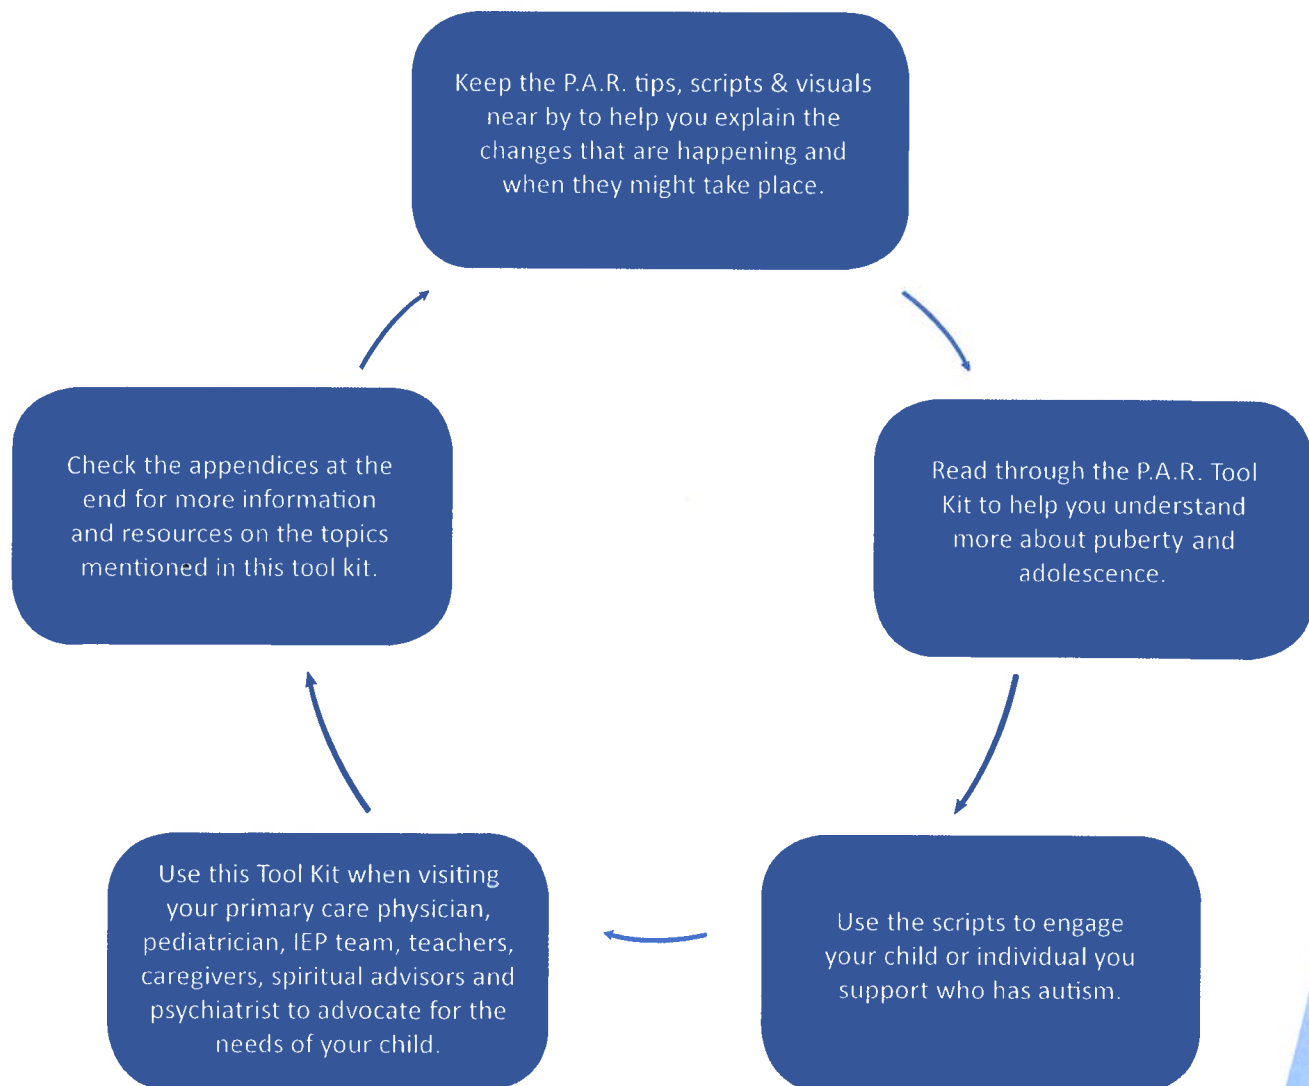 Keep the P.A.R. tips, scripts & visuals
near by to help you explain the
changes that are happening and
when they might take place.
Read through the P.A.R. Tool
Kit to help you understand
more about puberty and
adolescence.
Use the scripts to engage
your child or individual you
support who has autism.
Use this Tool Kit when visiting
your primary care physician,
pediatrician, IEP team, teachers,
caregivers, spiritual advisors and
psychiatrist to advocate for the
needs of your child.
Check the appendices at the
end for more information
and resources on the topics
mentioned in this tool kit.